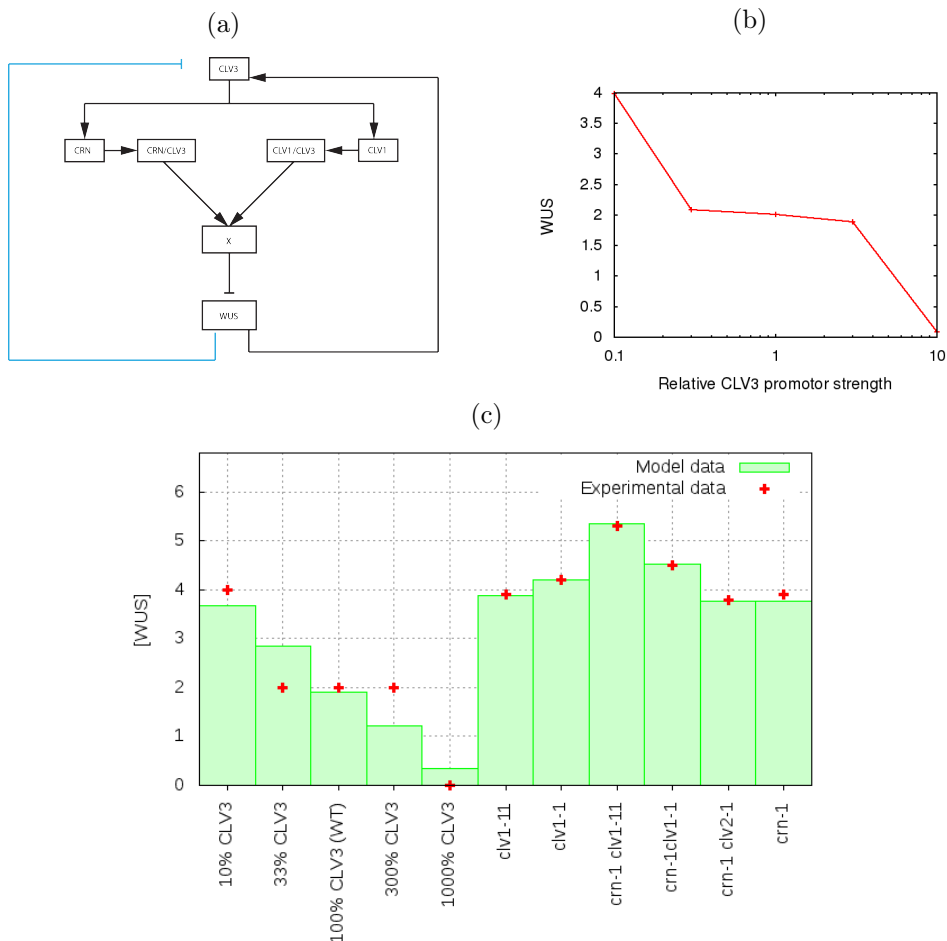 (a)
CLV3
CRN
CRN/CLV3
CLV1/CLV3
CLV1
X
WUS
(b)
4
3.5
3
2.5
2
1.5
1
0.5
0
WUS
0.1
1
10
Relative CLV3 promotor strength
(c)
Model data
Experimental data
6
5
4
3
2
1
0
[WUS]
10% CLV3
33% CLV3
100% CLV3 (WT)
300% CLV3
1000% CLV3
clv1-11
clv1-1
crn-1 clv1-11
crn-1clv1-1
crn-1 clv2-1
crn-1